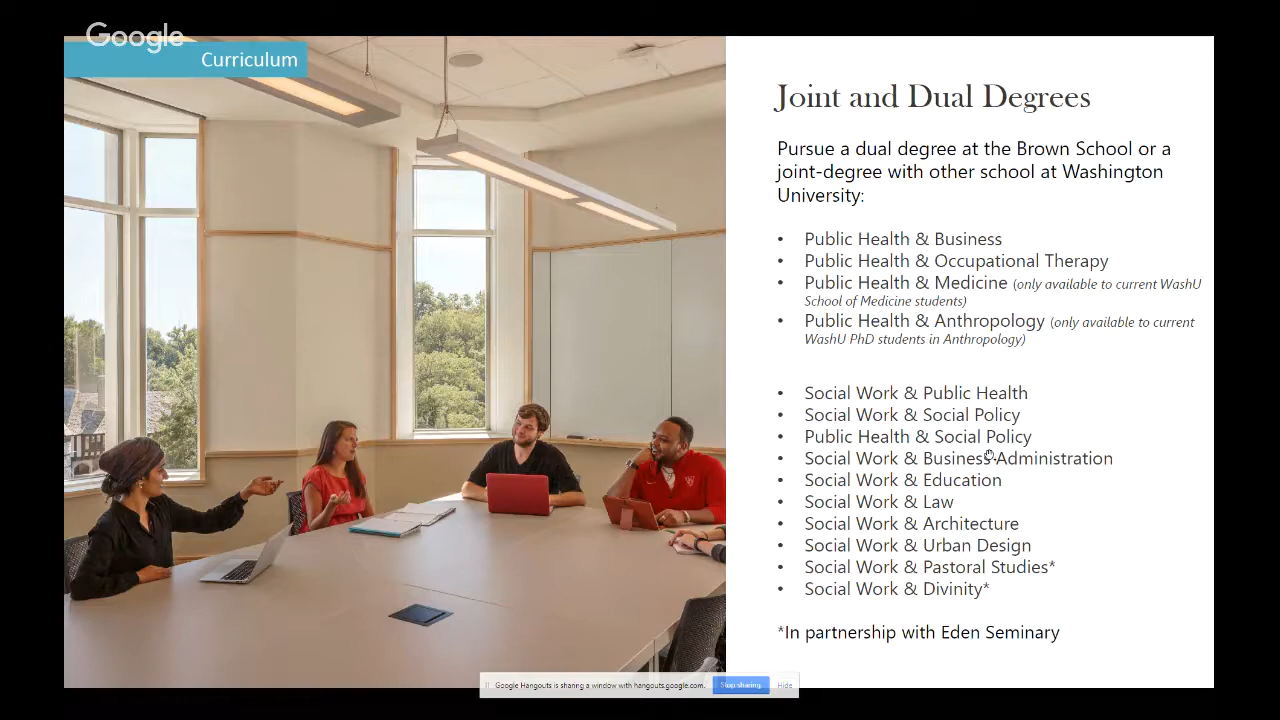 Google
Curriculum
Joint and Dual Degrees
Pursue a dual degree at the Brown School or a
joint-degree with other school at Washington
University:
• Public Health & Business
• Public Health & Occupational Therapy
• Public Health & Medicine (only available to current WashU
School of Medicine students)
• Public Health & Anthropology (only available to current
WashU PhD students in Anthropology)
• Social Work & Public Health
• Social Work & Social Policy
• Public Health & Social Policy
• Social Work & Business Administration
• Social Work & Education
• Social Work & Law
• Social Work & Architecture
• Social Work & Urban Design
• Social Work & Pastoral Studies*
• Social Work & Divinity*
*In partnership with Eden Seminary
Google Hangouts is sharing a window with hangouts.google.com. Stop sharing Hide